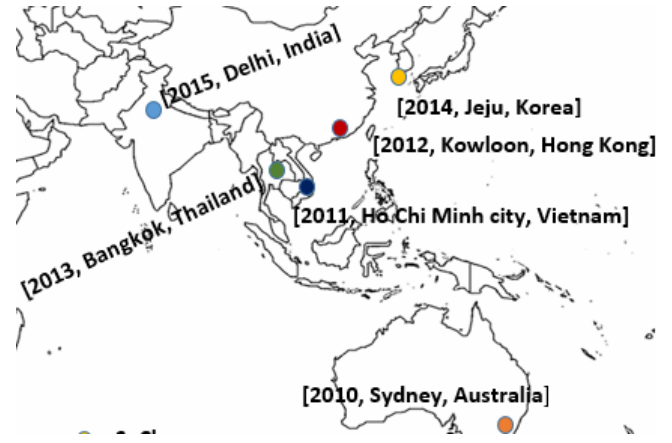 [2015, Delhi, India]
[2014, Jeju, Korea]
[2012, Kowloon, Hong Kong]
[2013, Bangkok, Thailand]
[2011, Ho Chi Minh city, Vietnam]
[2010, Sydney, Australia]